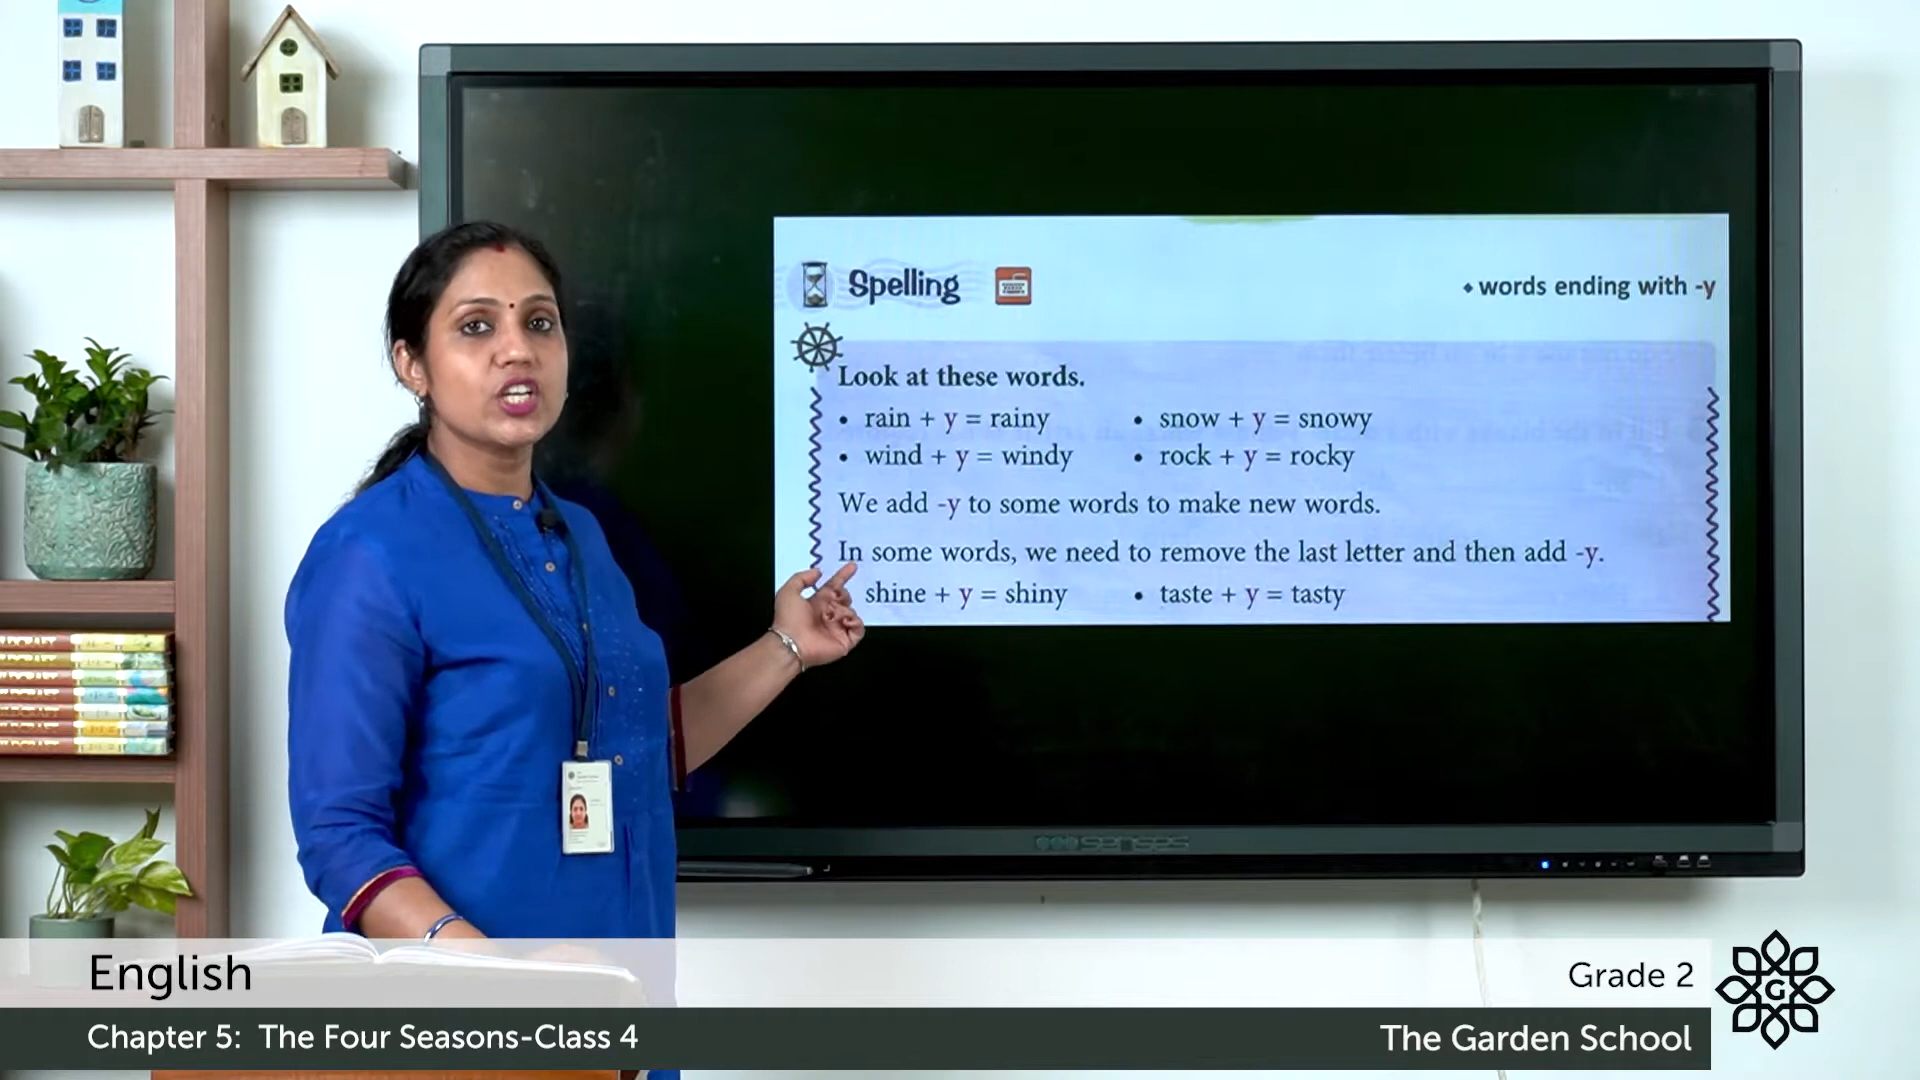 Spelling
• words ending with -y
Look at these words.
• rain + y = rainy
• snow + y = snowy
• wind + y = windy
• rock + y = rocky
We add -y to some words to make new words.
In some words, we need to remove the last letter and then add -y.
shine + y = shiny
• taste + y = tasty
senses
English
Grade 2
Chapter 5: The Four Seasons-Class 4
The Garden School
G